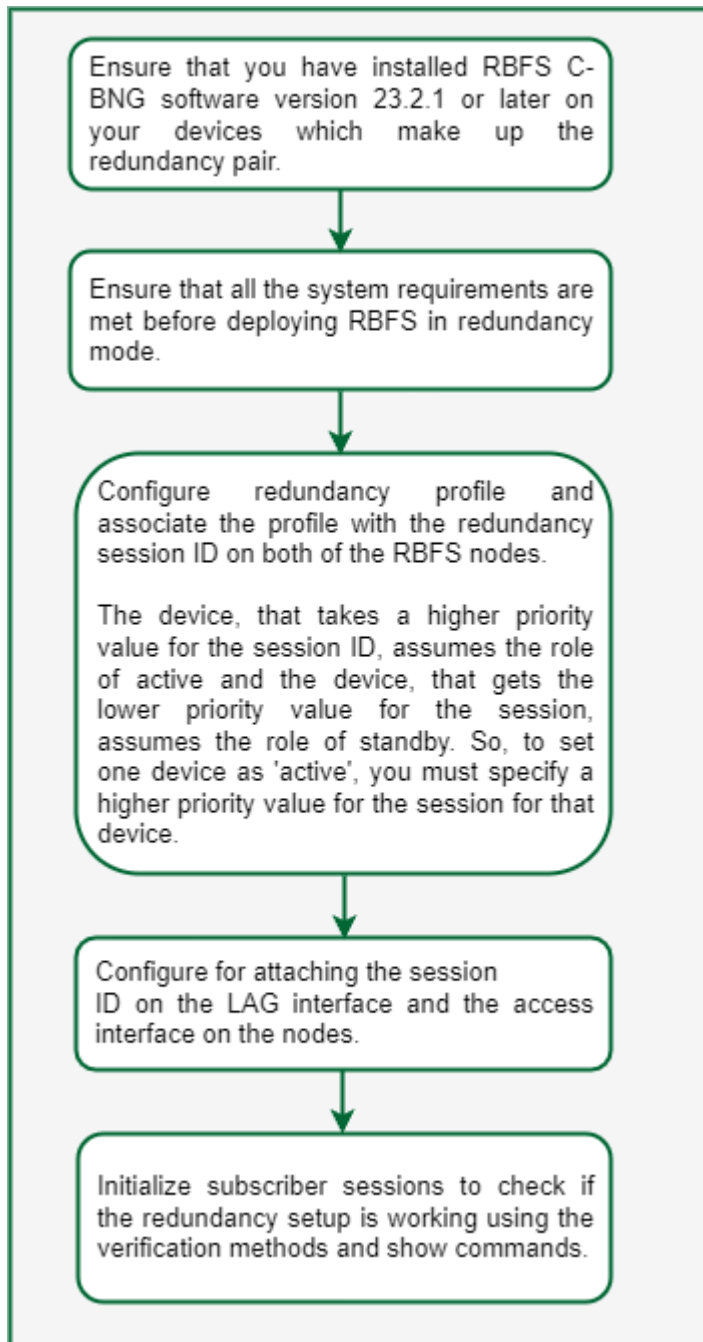 Ensure that you have installed RBFS C-
BNG software version 23.2.1 or later on
your devices which make up the
redundancy pair.
Ensure that all the system requirements are
met before deploying RBFS in redundancy
mode.
Configure redundancy profile and
associate the profile with the redundancy
session ID on both of the RBFS nodes.
The device, that takes a higher priority
value for the session ID, assumes the role
of active and the device, that gets the
lower priority value for the session,
assumes the role of standby. So, to set
one device as 'active', you must specify a
higher priority value for the session for that
device.
Configure for attaching the session
ID on the LAG interface and the access
interface on the nodes.
Initialize subscriber sessions to check if
the redundancy setup is working using the
verification methods and show commands.